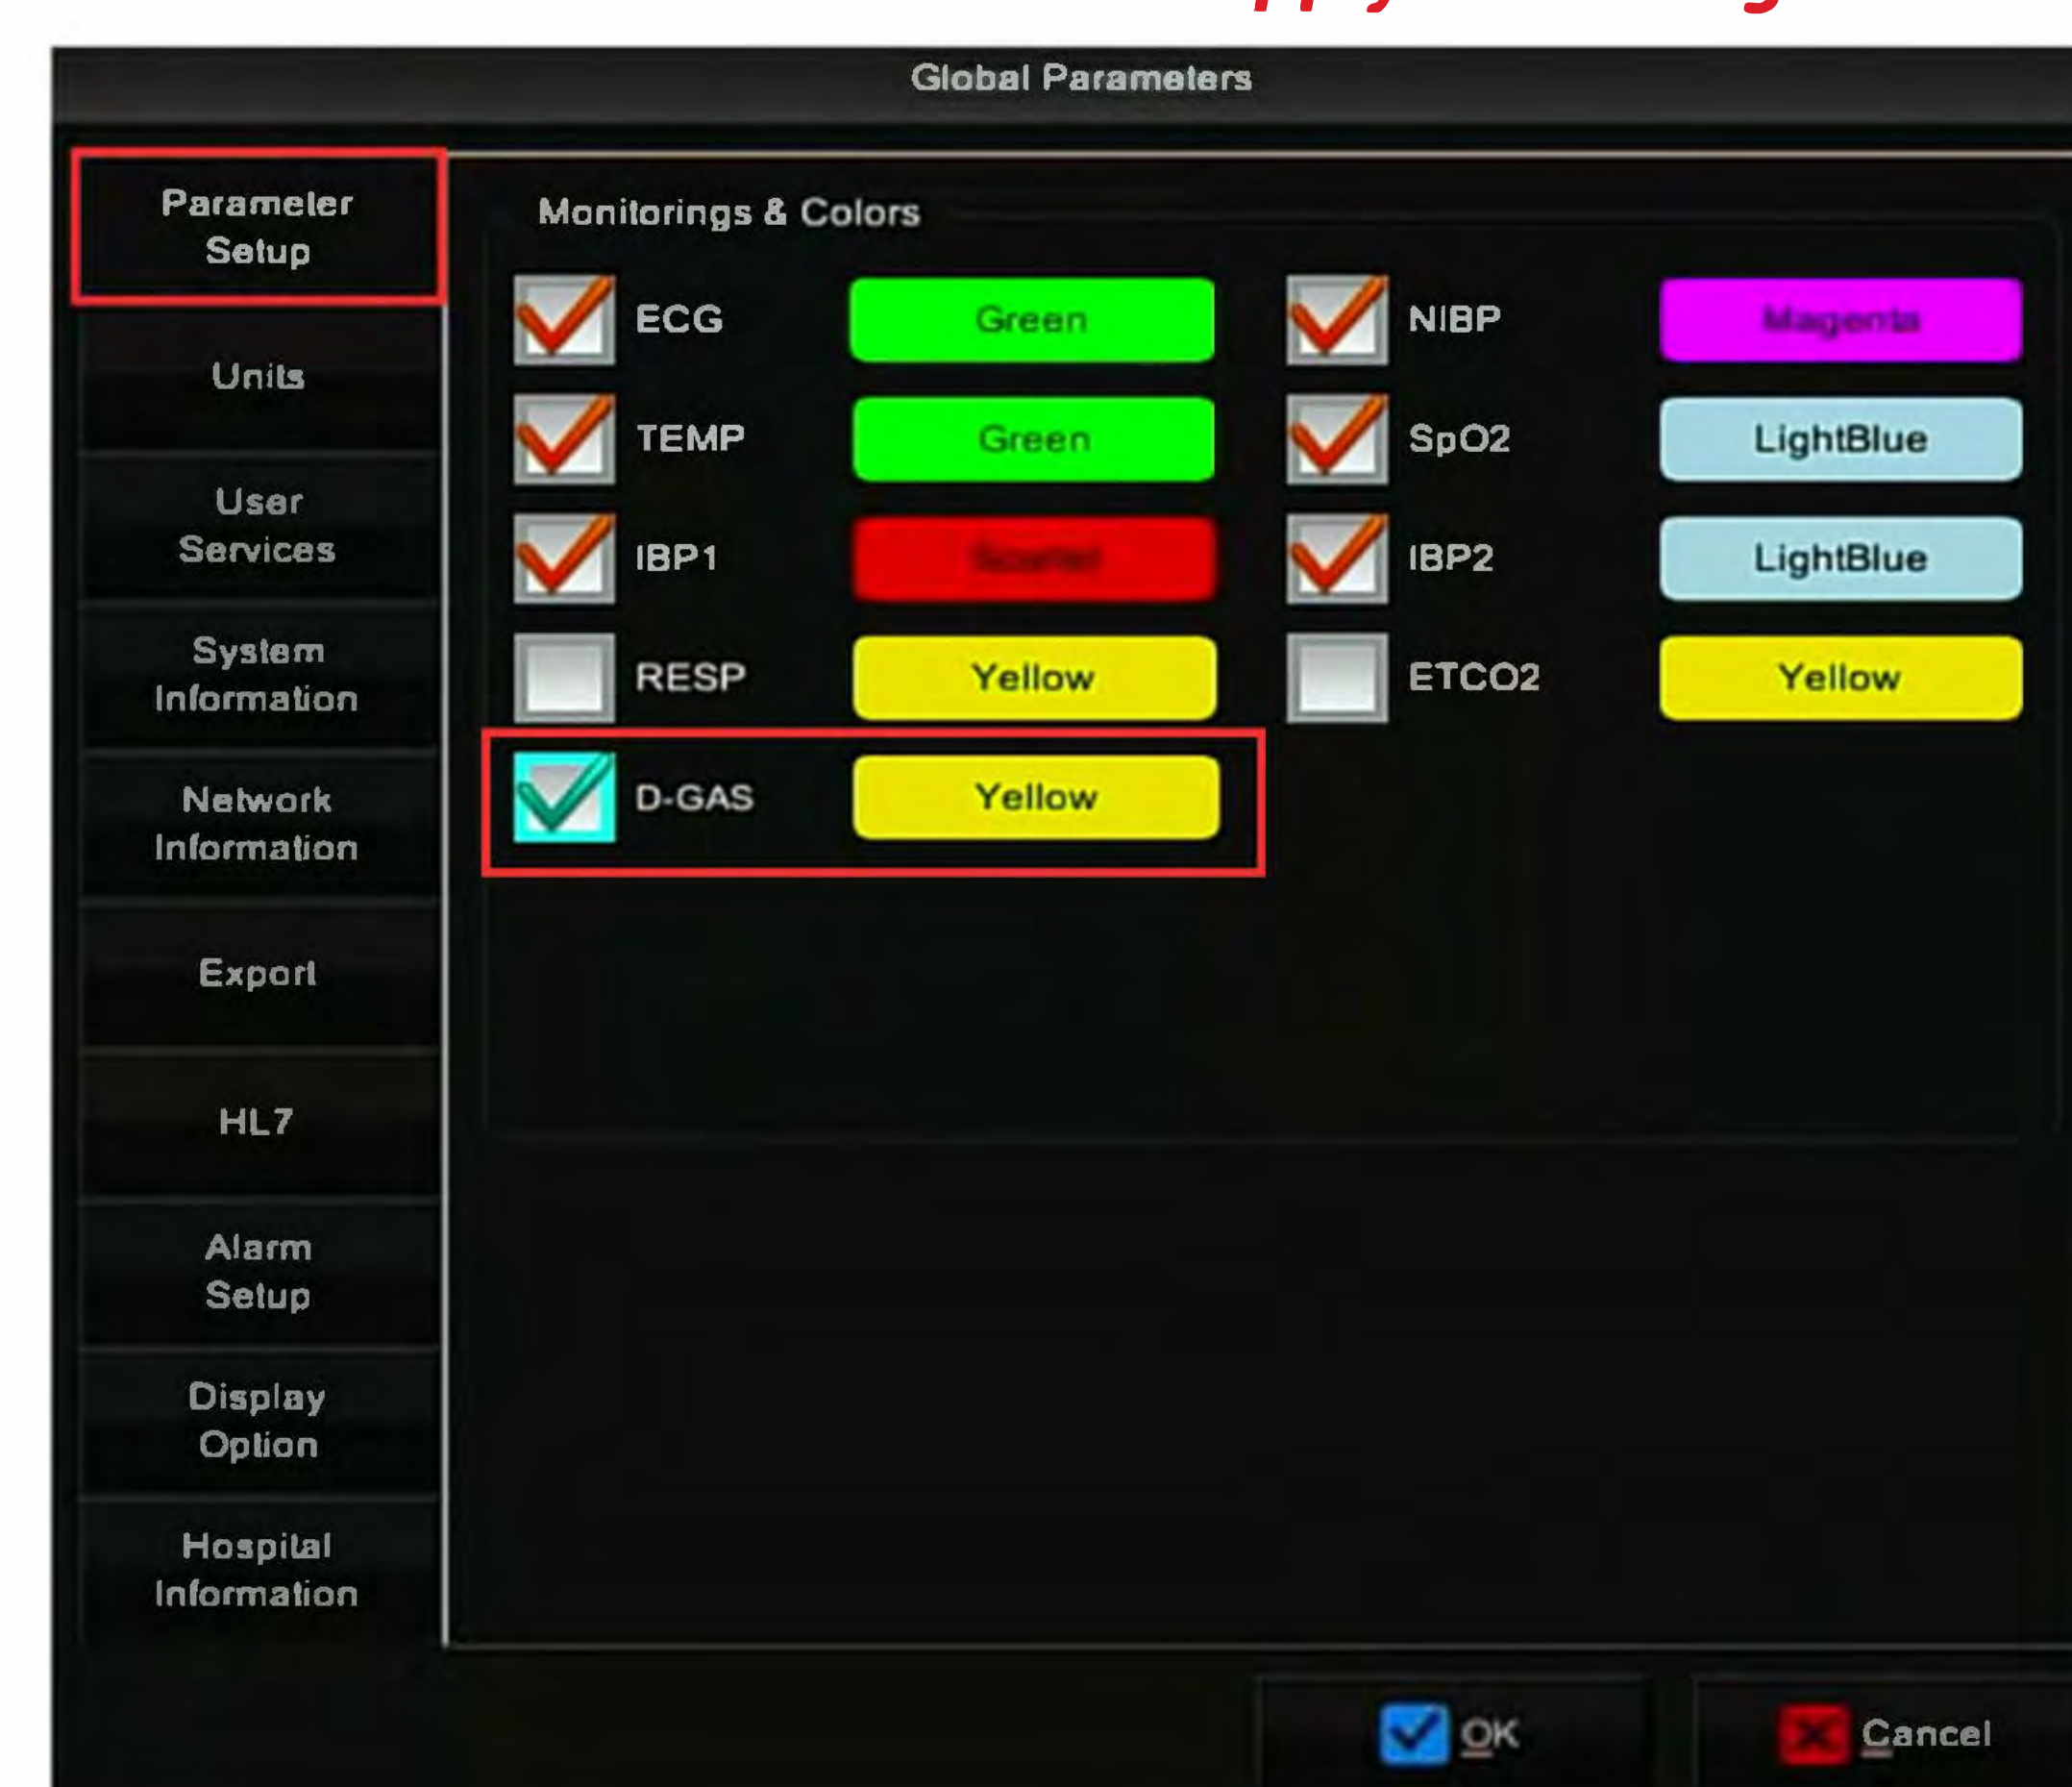 Global Parameters
Parameter
Setup
Units
User
Services
System
Information
Network
Information
Export
HL7
Alarm
Setup
Display
Option
Hospital
Information
Monitorings & Colors
ECG Green NIBP Magenta
TEMP Green SpO2 LightBlue
IBP1 Scarlet IBP2 LightBlue
RESP Yellow ETCO2 Yellow
D-GAS Yellow
OK Cancel